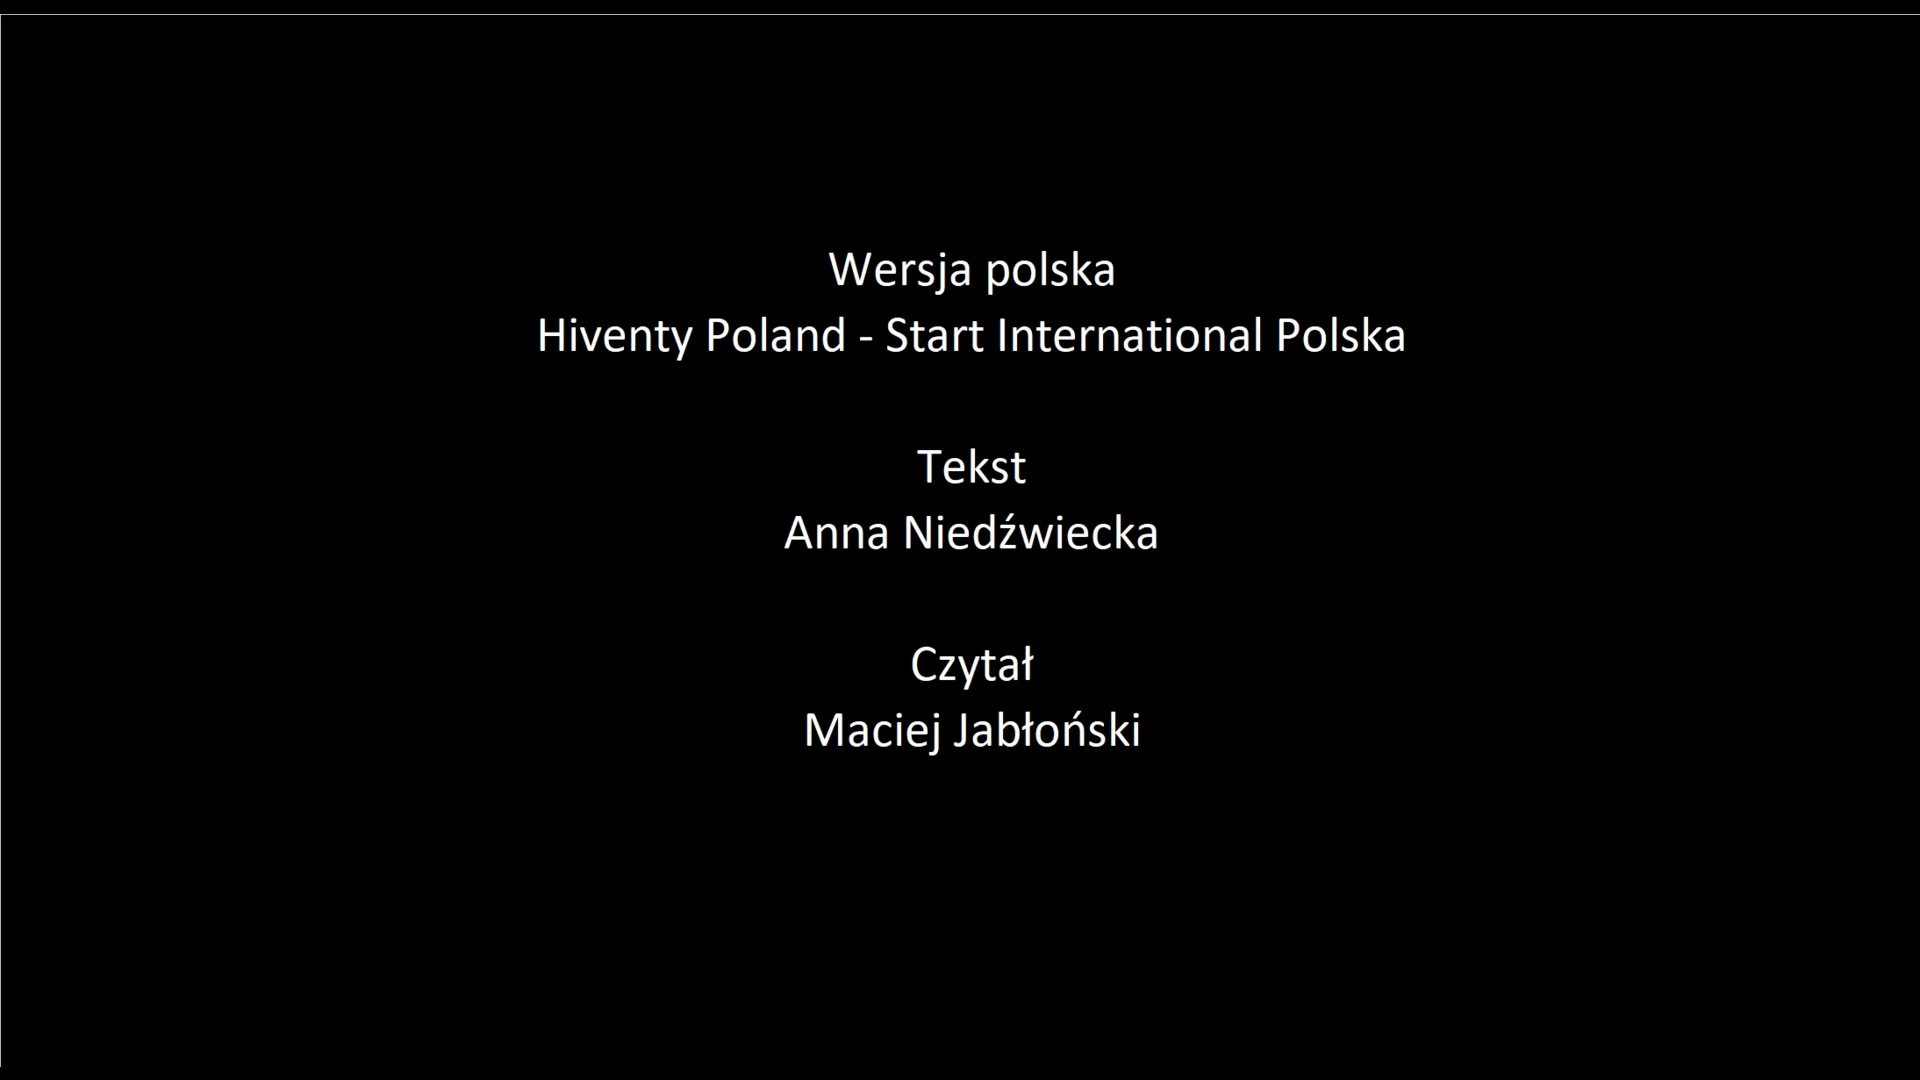 Wersja polska
Hiventy Poland - Start International Polska
Tekst
Anna Niedźwiecka
Czytał
Maciej Jabłoński